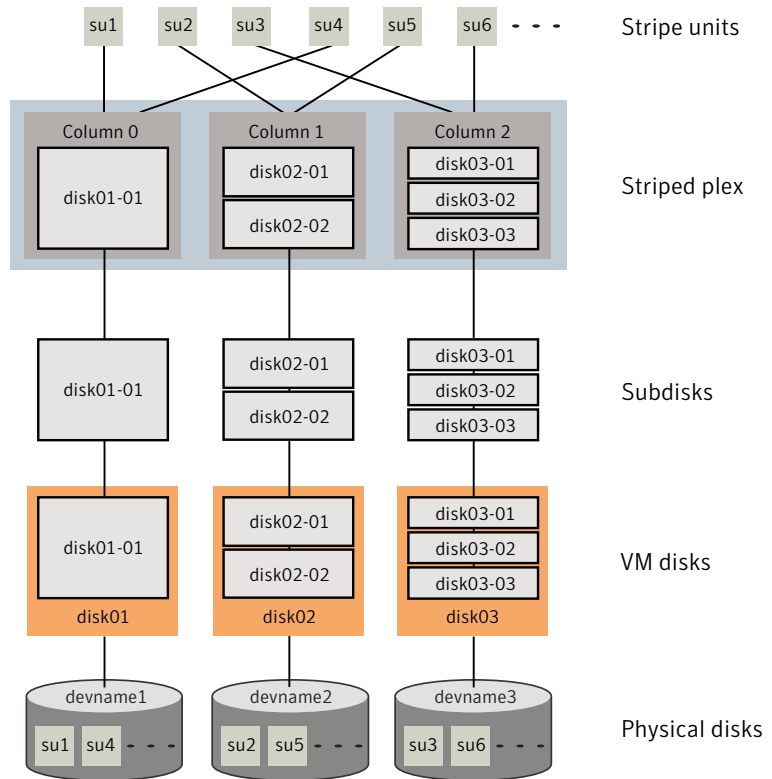 su1 su2 su3 su4 su5 su6 - - - Stripe units
Column 0 Column 1 Column 2
disk01-01
disk02-01
disk02-02
disk03-01
disk03-02
disk03-03
Striped plex
disk01-01
disk02-01
disk02-02
disk03-01
disk03-02
disk03-03
Subdisks
disk01-01
disk02-01
disk02-02
disk03-01
disk03-02
disk03-03
VM disks
disk01 disk02 disk03
devname1 devname2 devname3
su1 su4 - - - su2 su5 - - - su3 su6 - - -
Physical disks